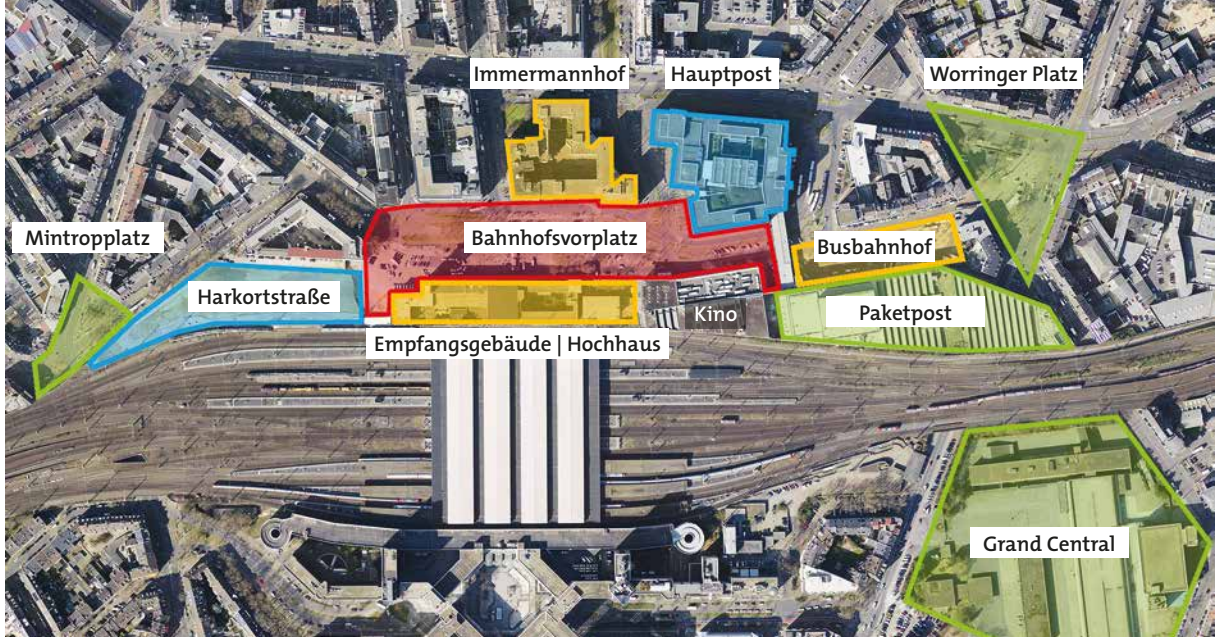 Immermannhof
Hauptpost
Worringer Platz
Mintropplatz
Bahnhofsvorplatz
Busbahnhof
Harkortstraße
Kino
Paketpost
Empfangsgebäude | Hochhaus
Grand Central